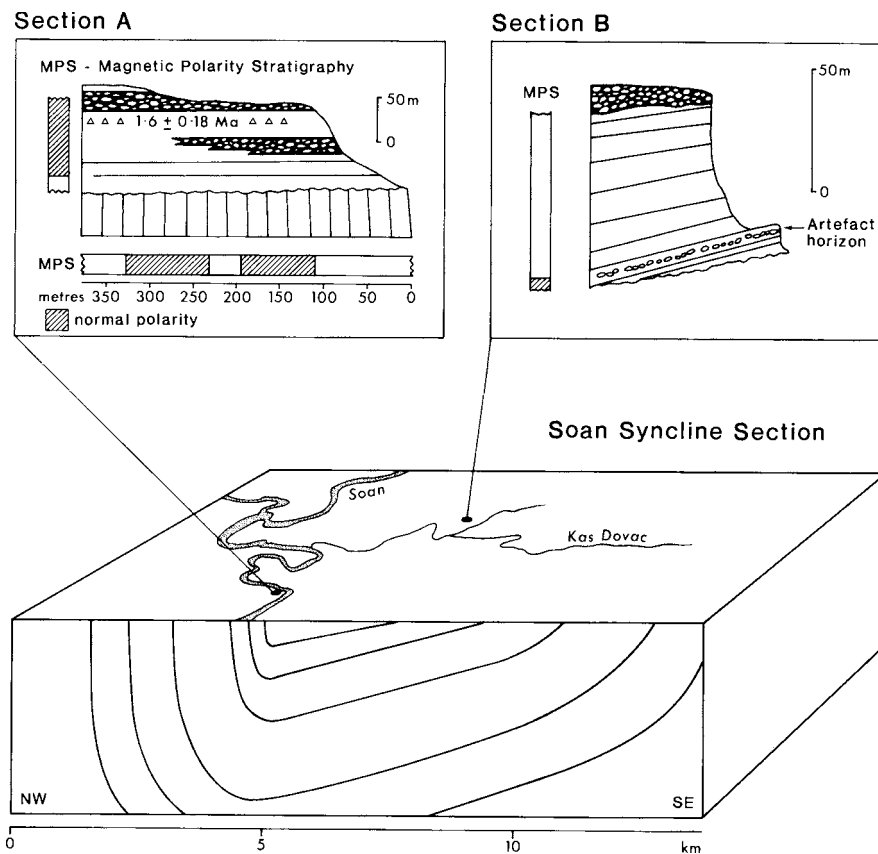 Section A
MPS - Magnetic Polarity Stratigraphy
50m
0
△ △ △ 1·6 ± 0·18 Ma △ △ △
MPS
metres 350 300 250 200 150 100 50 0
normal polarity
Section B
MPS
50m
0
Artefact
horizon
Soan Syncline Section
Soan
Kas Dovac
NW
SE
0 5 10 km